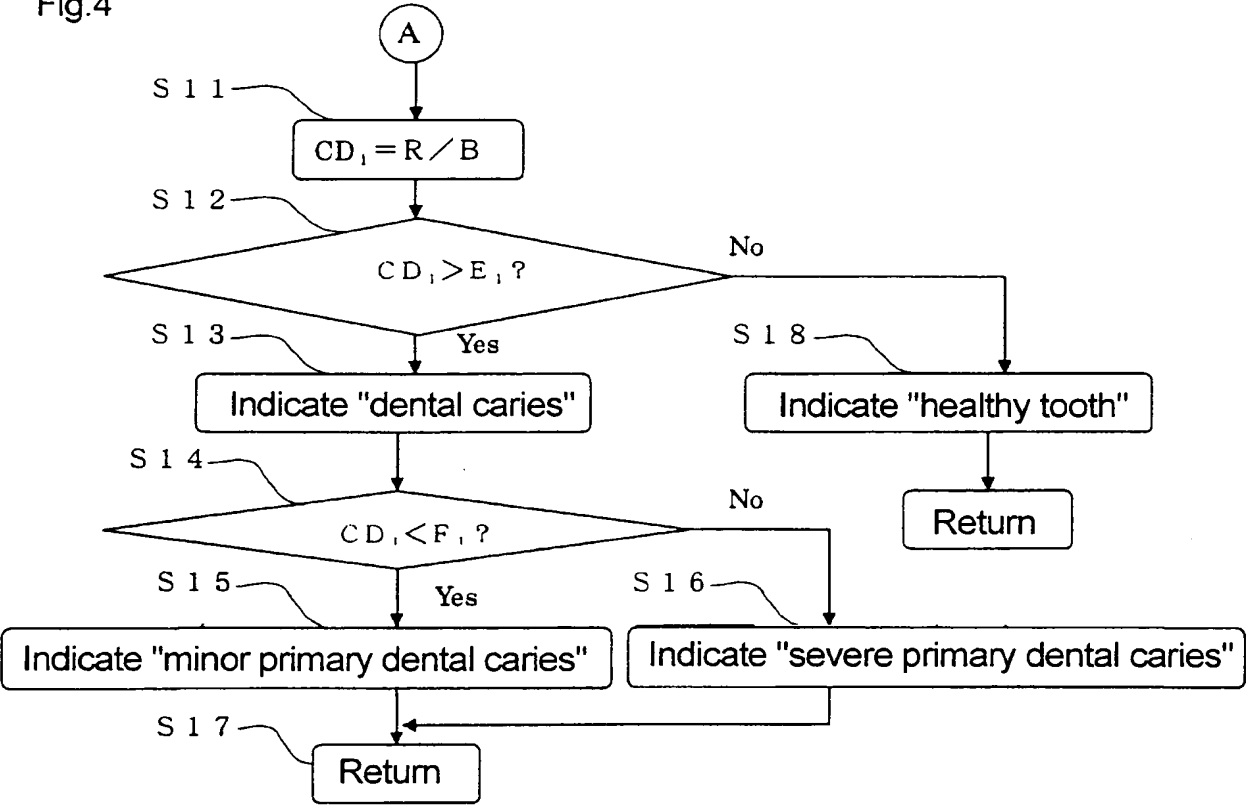 Fig.4
A
S11
CD₁=R/B
S12
CD₁>E₁?
No
S13
Yes
S18
Indicate "dental caries"
Indicate "healthy tooth"
S14
No
CD₁<F₁?
Return
S15
Yes
S16
Indicate "minor primary dental caries"
Indicate "severe primary dental caries"
S17
Return